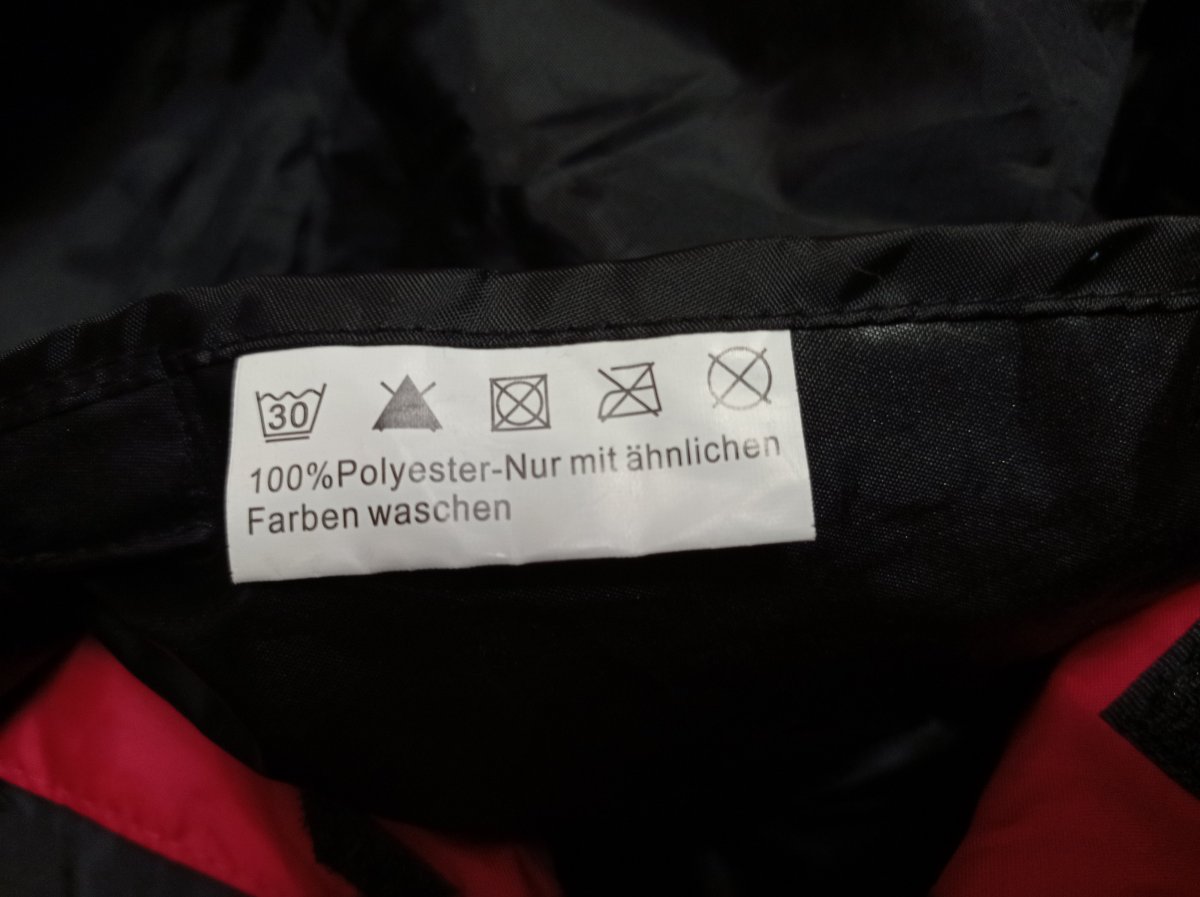 30
100%Polyester-Nur mit ähnlichen
Farben waschen